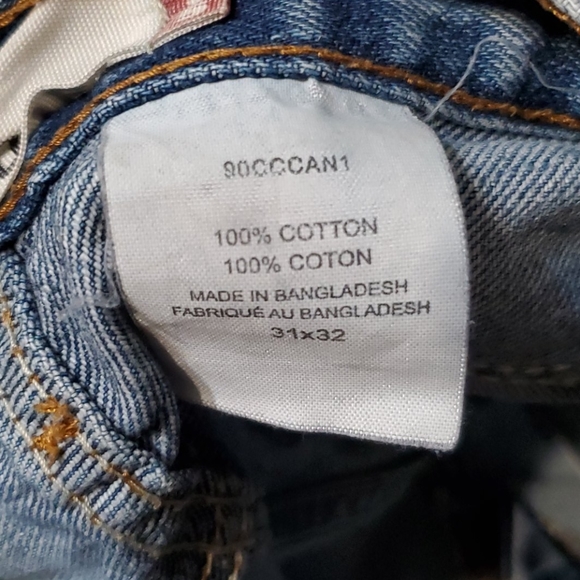 90CCCAN1
100% COTTON
100% COTON
MADE IN BANGLADESH
FABRIQUÉ AU BANGLADESH
31x32